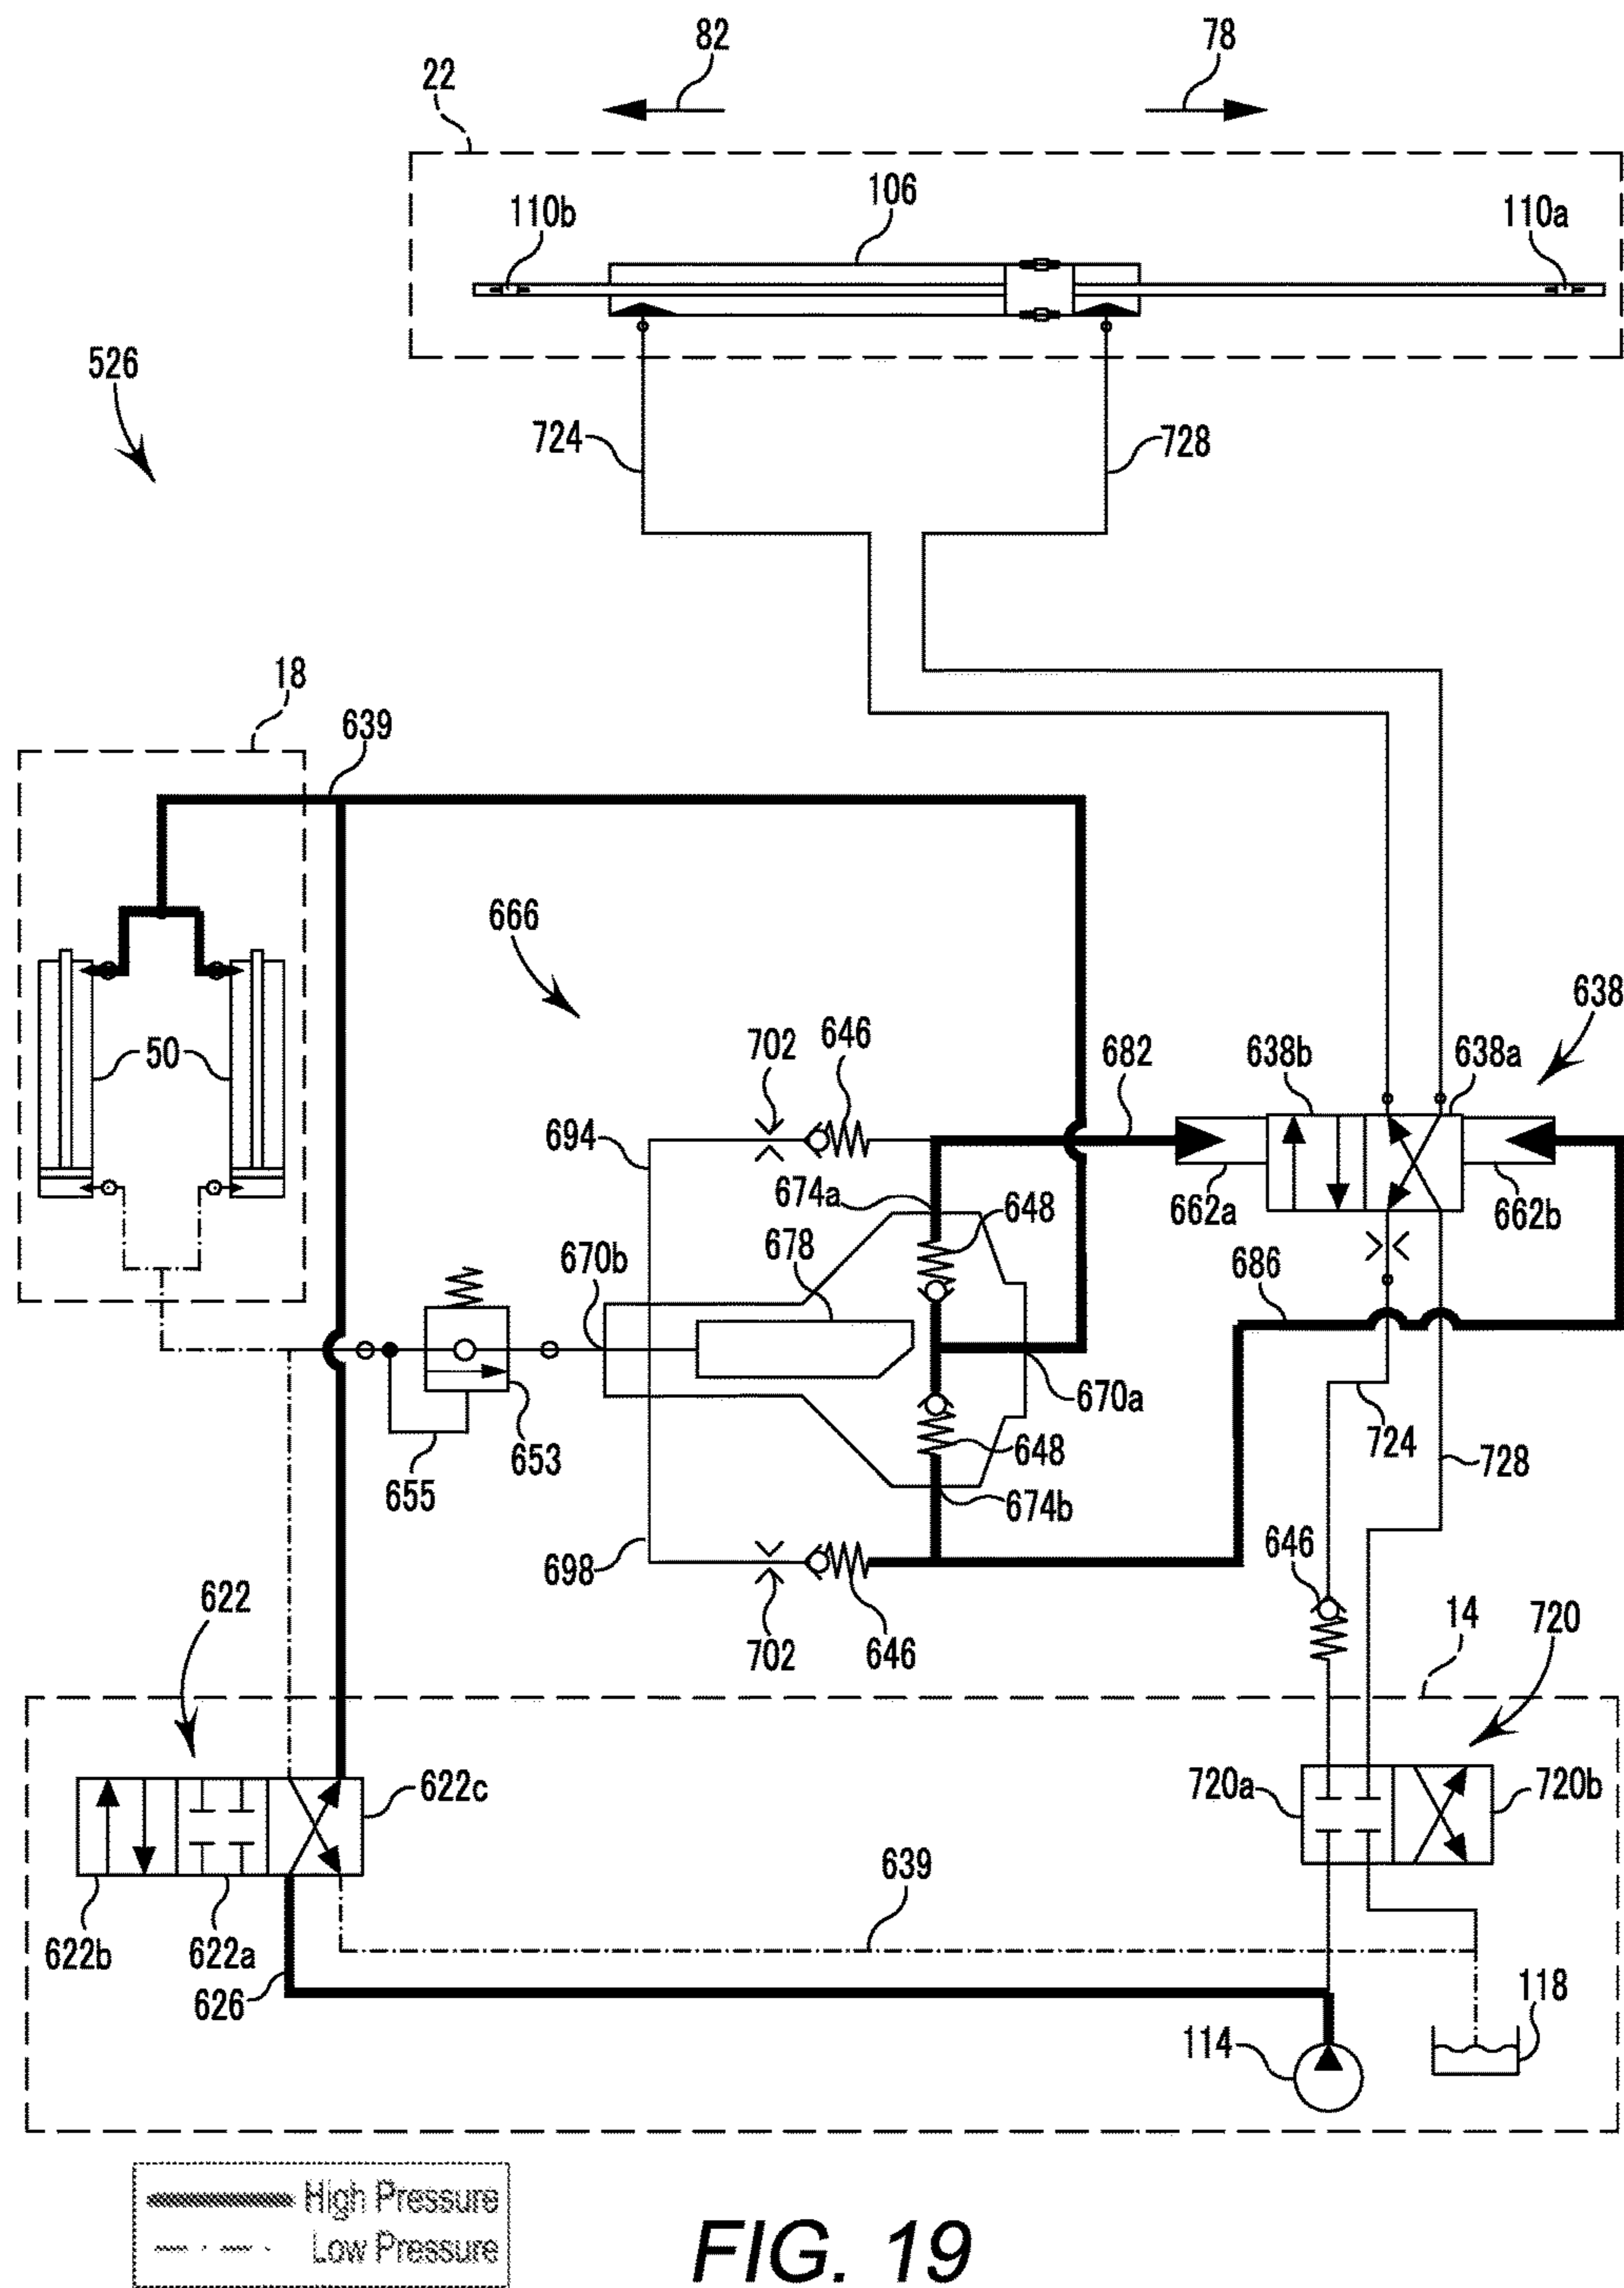 82
78
22
106
110b
110a
526
724
728
18
639
666
638
50
702
646
682
638b
638a
694
674a
648
662a
662b
670b
678
686
670a
724
728
655
653
648
674b
698
702
646
646
622
14
720
622c
720a
720b
639
622b
622a
626
118
114
High Pressure
Low Pressure
FIG. 19